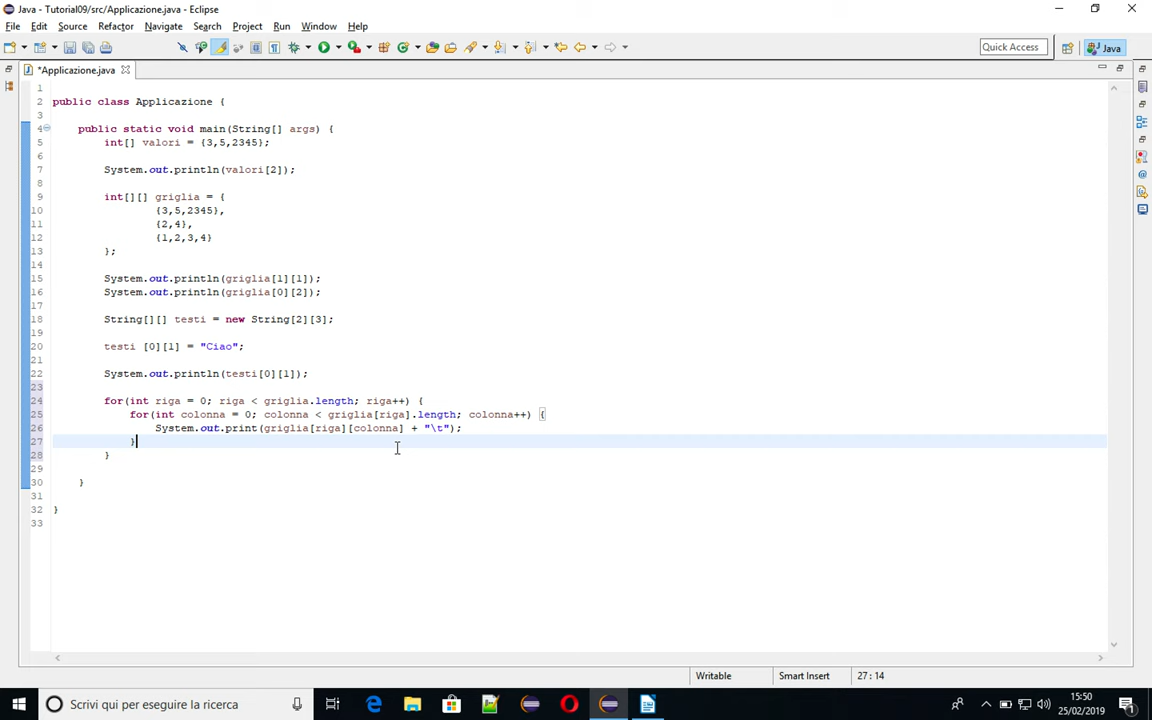 Java - Tutorial09/src/Applicazione.java - Eclipse
File Edit Source Refactor Navigate Search Project Run Window Help
Quick Access Java
*Applicazione.java
1
2 public class Applicazione {
3
4 public static void main(String[] args) {
5 int[] valori = {3,5,2345};
6
7 System.out.println(valori[2]);
8
9 int[][] griglia = {
10 {3,5,2345},
11 {2,4},
12 {1,2,3,4}
13 };
14
15 System.out.println(griglia[1][1]);
16 System.out.println(griglia[0][2]);
17
18 String[][] testi = new String[2][3];
19
20 testi [0][1] = "Ciao";
21
22 System.out.println(testi[0][1]);
23
24 for(int riga = 0; riga < griglia.length; riga++) {
25 for(int colonna = 0; colonna < griglia[riga].length; colonna++) {
26 System.out.print(griglia[riga][colonna] + "\t");
27 }
28 }
29
30 }
31
32 }
33
Writable Smart Insert 27 : 14
Scrivi qui per eseguire la ricerca
15:50
25/02/2019
1